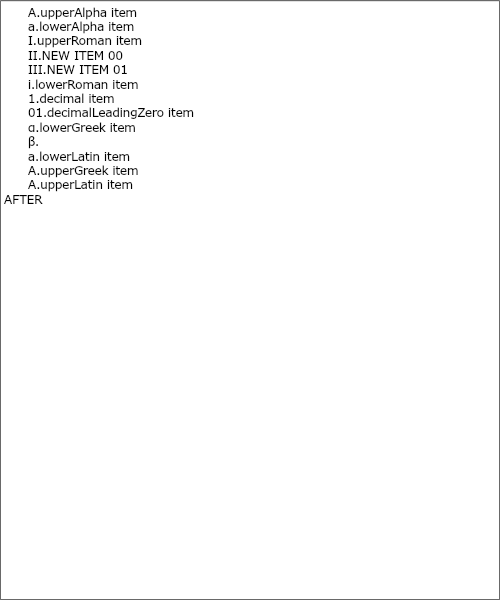 A.upperAlpha item
a.lowerAlpha item
I.upperRoman item
II.NEW ITEM 00
III.NEW ITEM 01
i.lowerRoman item
1.decimal item
01.decimalLeadingZero item
α.lowerGreek item
β.
a.lowerLatin item
Α.upperGreek item
A.upperLatin item
AFTER